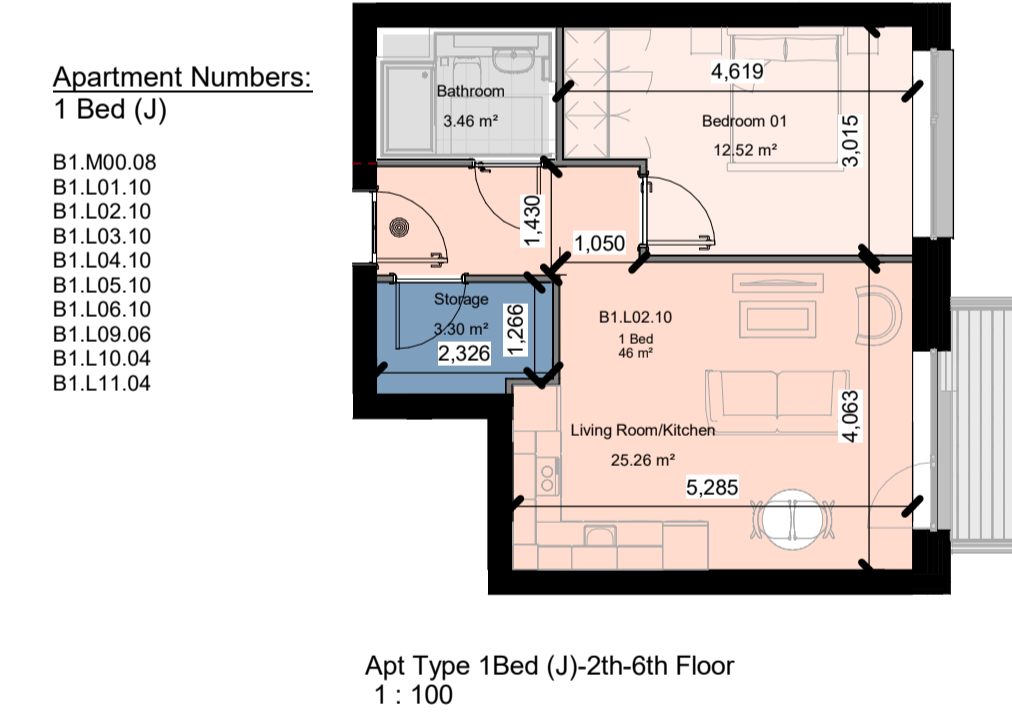 Apartment Numbers:
1 Bed (J)
B1.M00.08
B1.L01.10
B1.L02.10
B1.L03.10
B1.L04.10
B1.L05.10
B1.L06.10
B1.L09.06
B1.L10.04
B1.L11.04
Bathroom
3.46 m²
4,619
Bedroom 01
12.52 m²
3,015
1,430
1,050
Storage
3.30 m²
1,266
2,326
B1.L02.10
1 Bed
46 m²
4,063
Living Room/Kitchen
25.26 m²
5,285
Apt Type 1Bed (J)-2th-6th Floor
1 : 100